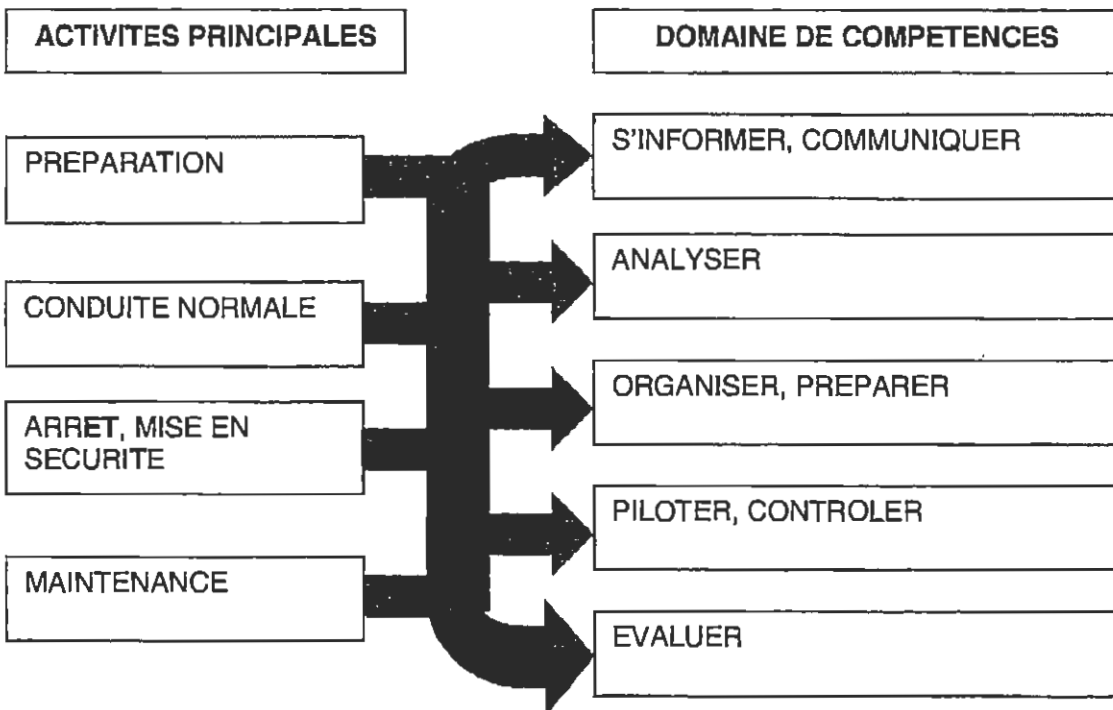 ACTIVITES PRINCIPALES
DOMAINE DE COMPETENCES
PREPARATION
CONDUITE NORMALE
ARRET, MISE EN
SECURITE
MAINTENANCE
S'INFORMER, COMMUNIQUER
ANALYSER
ORGANISER, PREPARER
PILOTER, CONTROLER
EVALUER